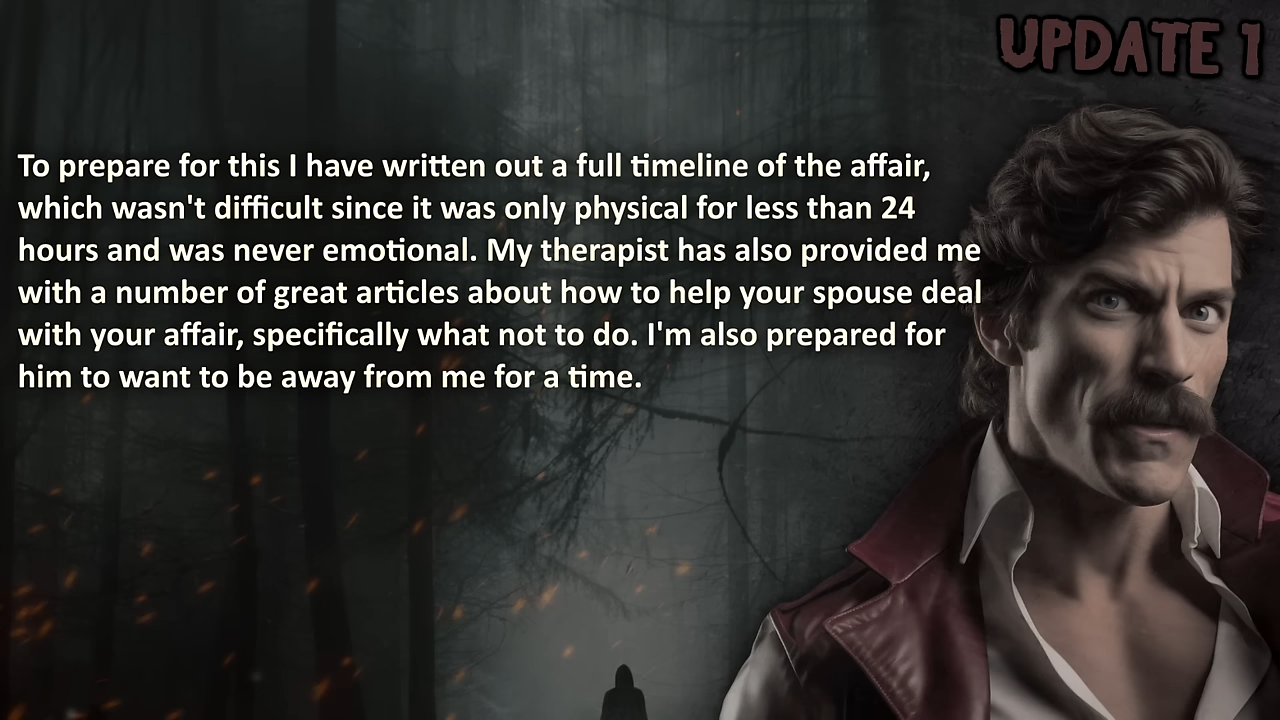 UPDATE 1
To prepare for this I have written out a full timeline of the affair,
which wasn't difficult since it was only physical for less than 24
hours and was never emotional. My therapist has also provided me
with a number of great articles about how to help your spouse deal
with your affair, specifically what not to do. I'm also prepared for
him to want to be away from me for a time.